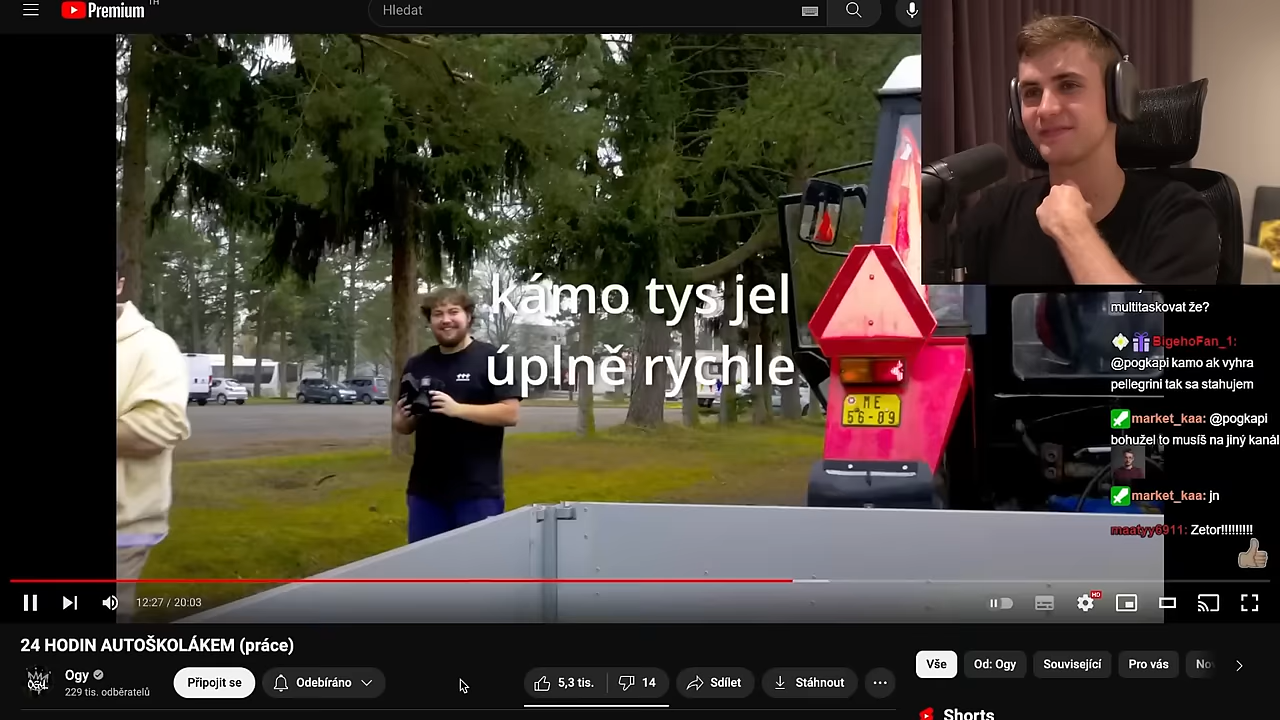 Premium
TH
Hledat
kámo tys jel
úplně rychle
ME
56-89
multitaskovat že?
BigehoFan_1:
@pogkapi kamo ak vyhra
pellegrini tak sa stahujem
market_kaa: @pogkapi
bohužel to musíš na jiný kanál
market_kaa: jn
maatyy6911: Zetor!!!!!!!!!
12:27 / 20:03
HD
24 HODIN AUTOŠKOLÁKEM (práce)
Ogy
229 tis. odběratelů
Připojit se
Odebíráno
5,3 tis.
14
Sdílet
Stáhnout
Vše
Od: Ogy
Související
Pro vás
Shorts